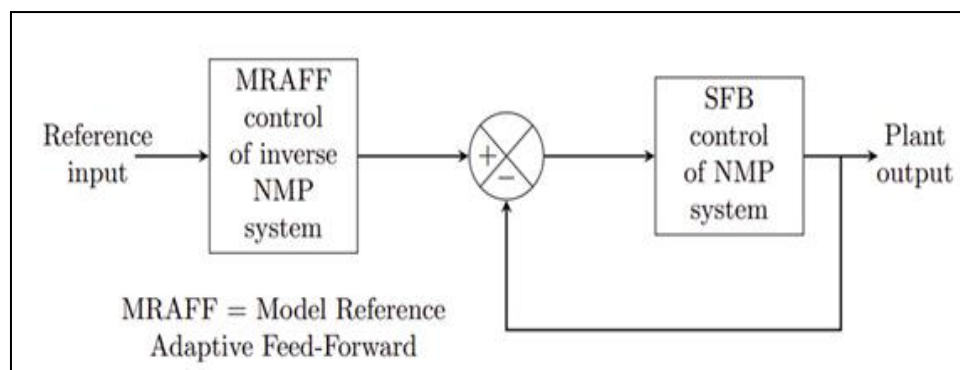 Reference
input
MRAFF
control
of inverse
NMP
system
+
−
SFB
control
of NMP
system
Plant
output
MRAFF = Model Reference
Adaptive Feed-Forward